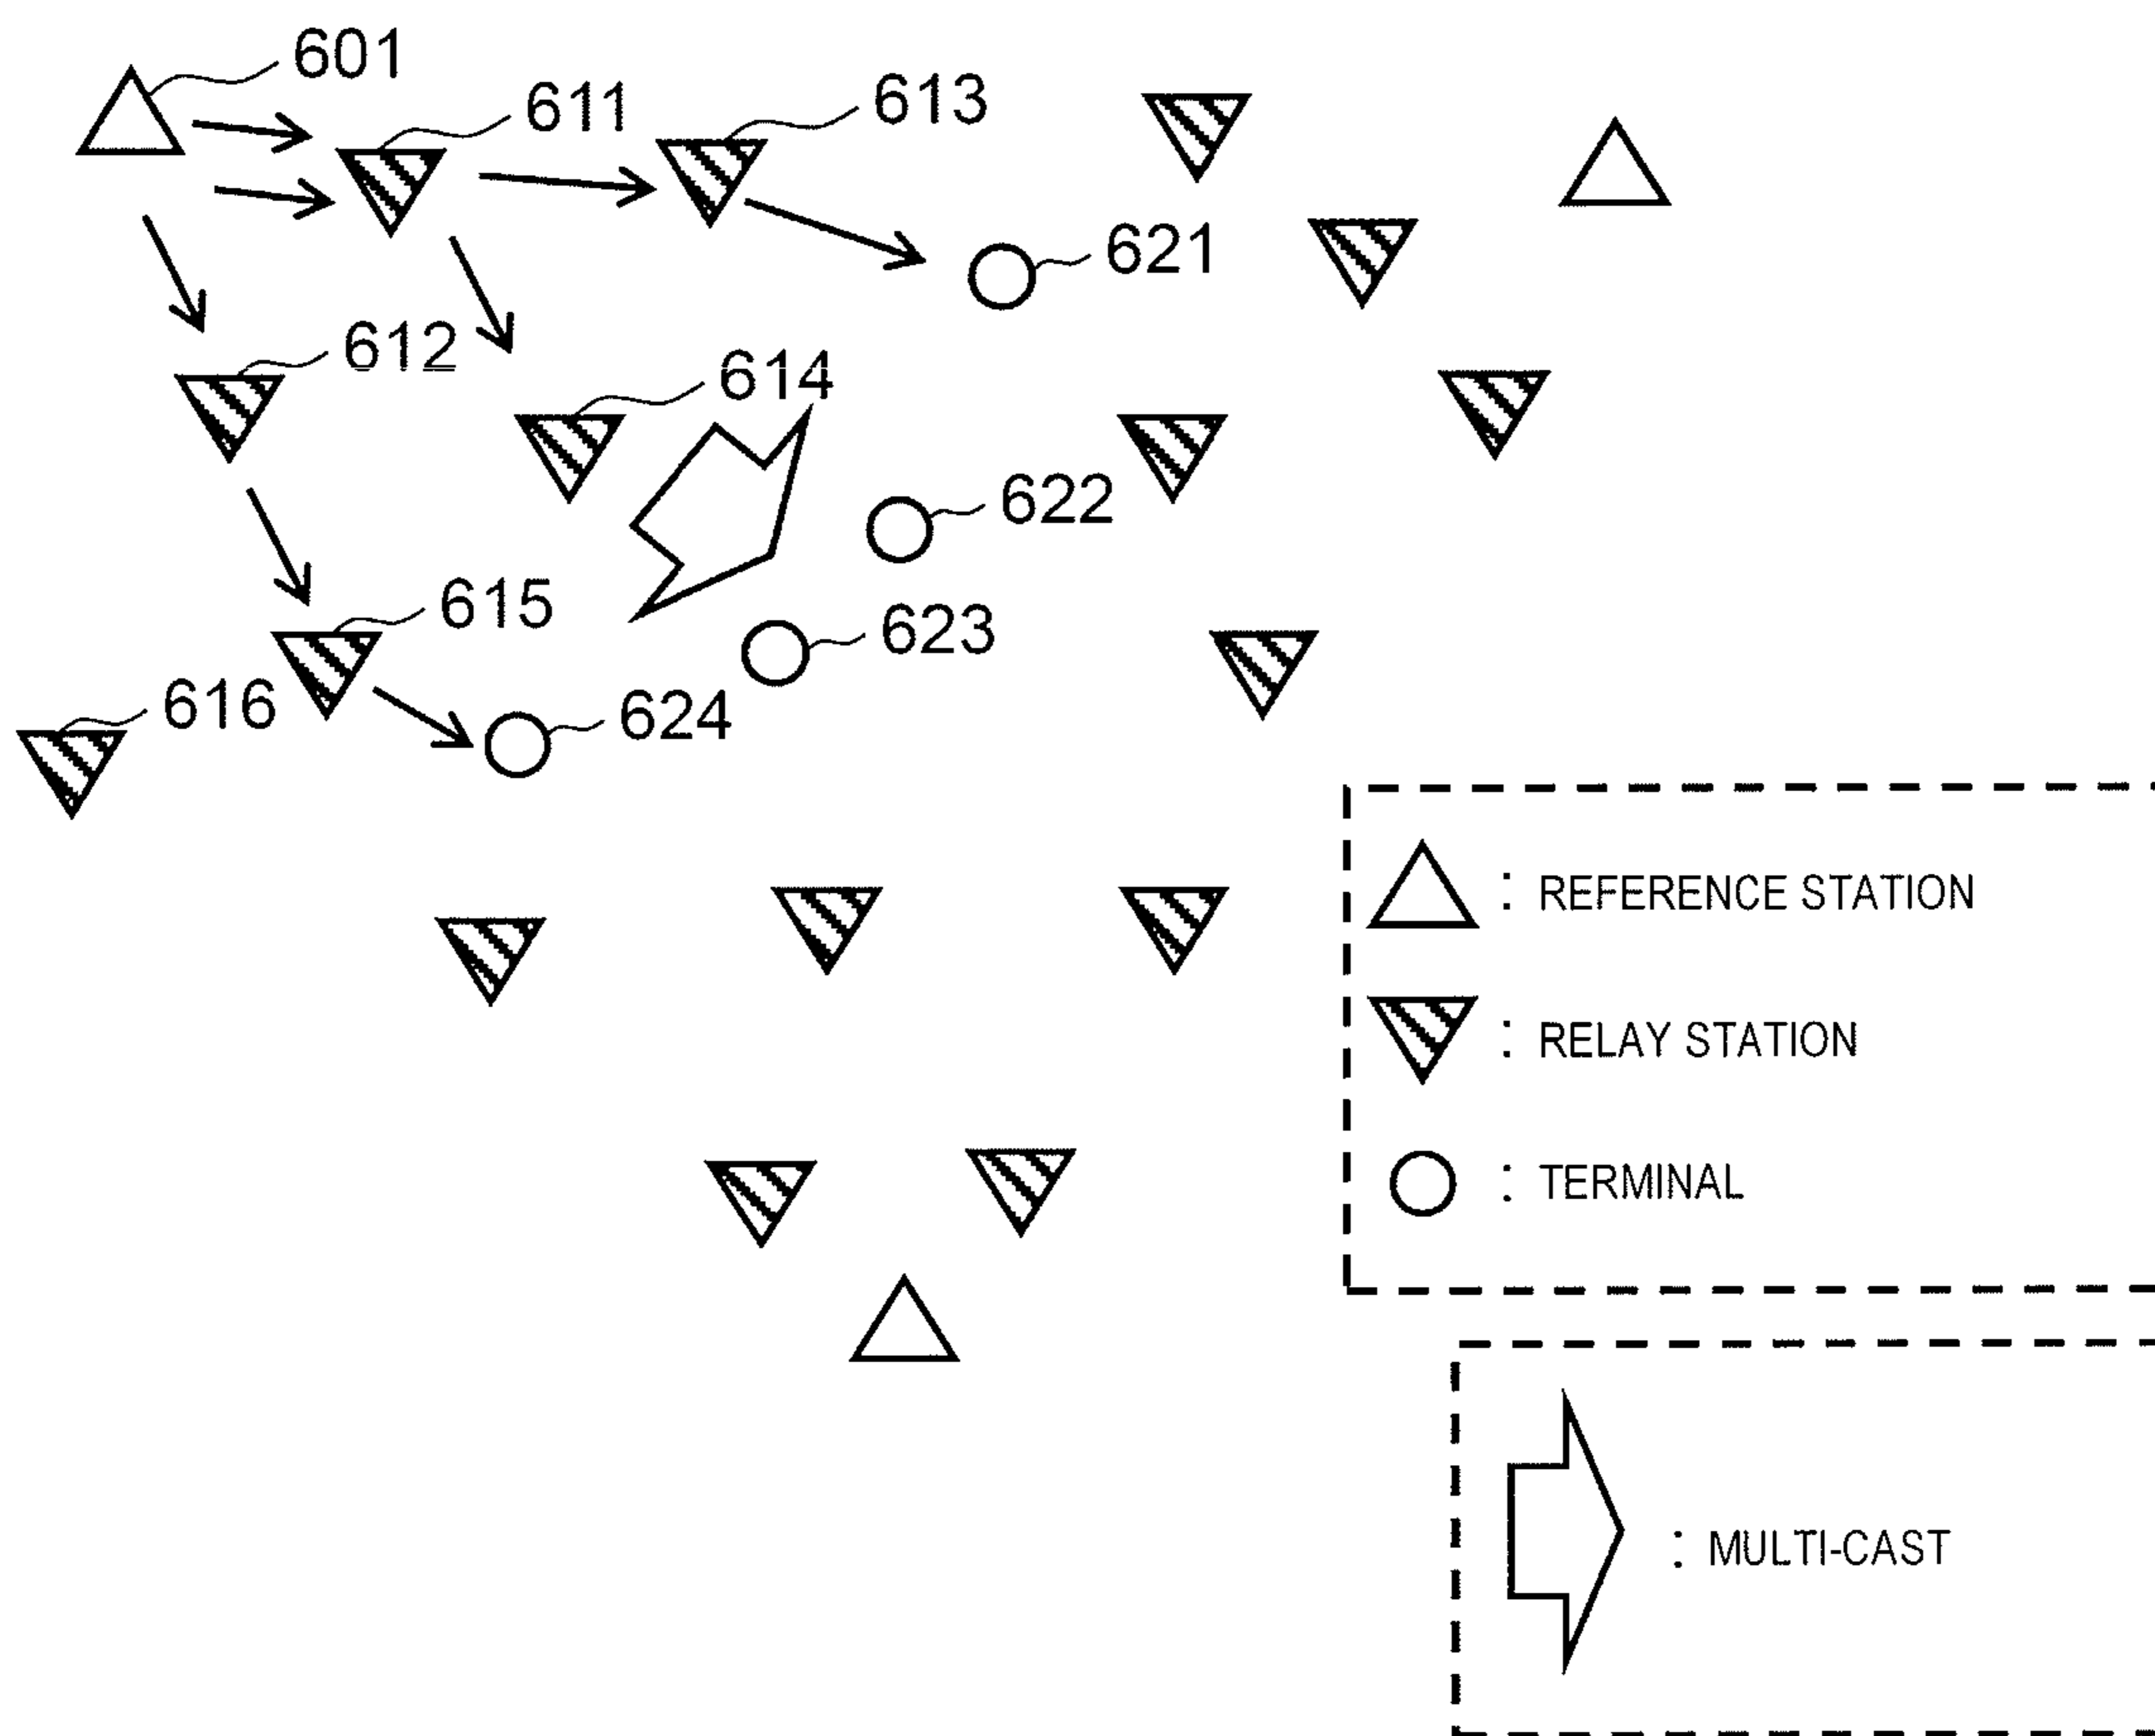 601
611
613
621
612
614
622
615
623
616
624
: REFERENCE STATION
: RELAY STATION
: TERMINAL
: MULTI-CAST